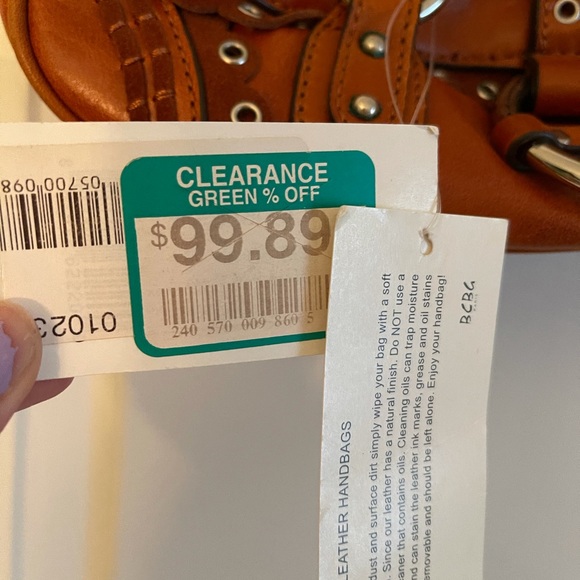 CLEARANCE
GREEN % OFF
$99.89
240 570 009 860 5
05700 098
01023
BCBG
LEATHER HANDBAGS
dust and surface dirt simply wipe your bag with a soft
. Since our leather has a natural finish. Do NOT use a
aner that contains oils. Cleaning oils can trap moisture
nd can stain the leather ink marks, grease and oil stains
movable and should be left alone. Enjoy your handbag!